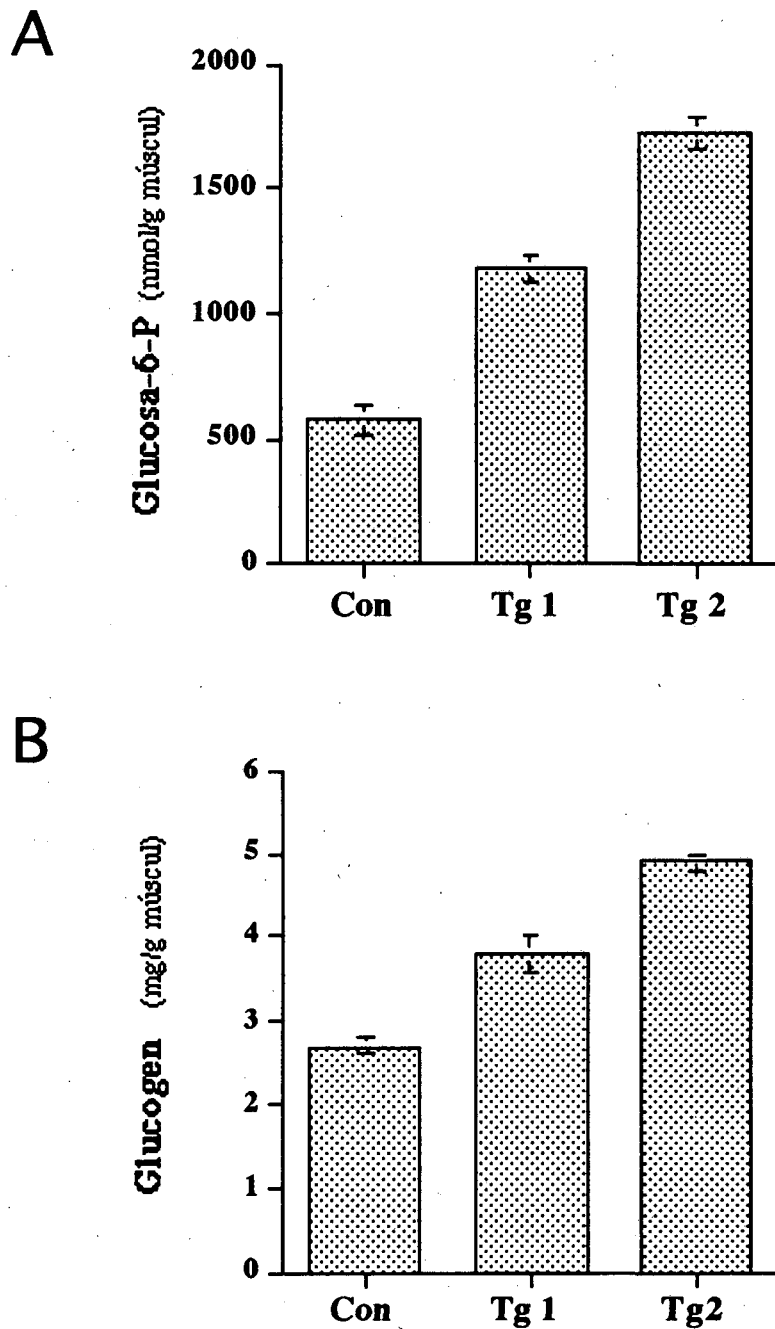 A
Glucosa-6-P (nmol/g múscul)
2000
1500
1000
500
0
Con
Tg 1
Tg 2
B
Glucogen (mg/g múscul)
6
5
4
3
2
1
0
Con
Tg 1
Tg2